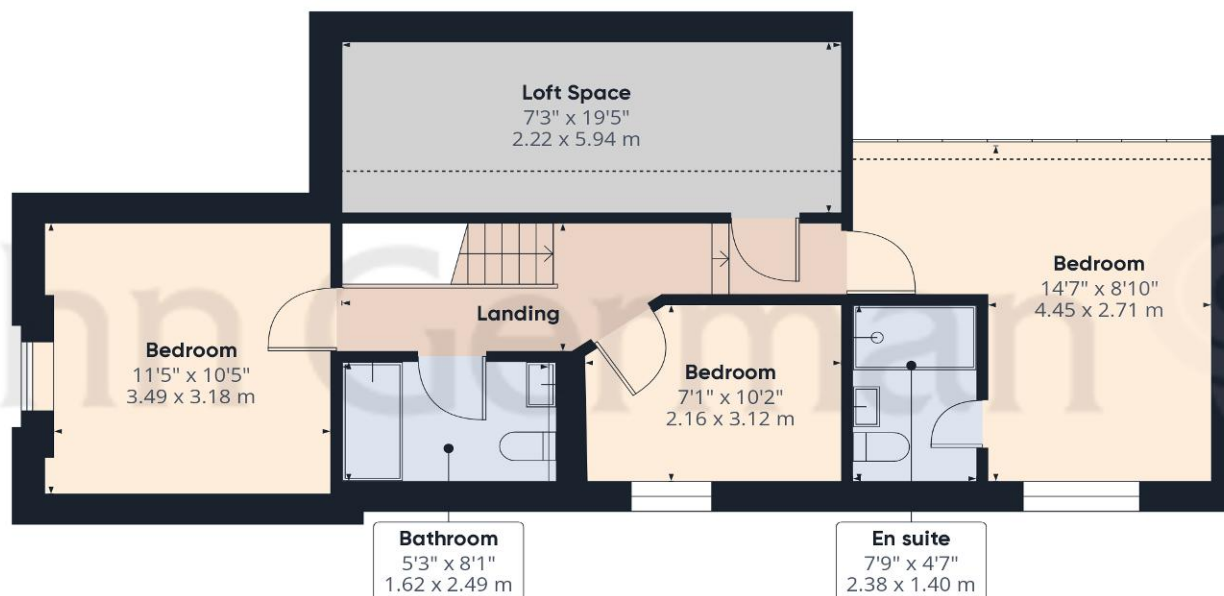 Loft Space
7'3" x 19'5"
2.22 x 5.94 m
Bedroom
14'7" x 8'10"
4.45 x 2.71 m
Landing
Bedroom
11'5" x 10'5"
3.49 x 3.18 m
Bedroom
7'1" x 10'2"
2.16 x 3.12 m
Bathroom
5'3" x 8'1"
1.62 x 2.49 m
En suite
7'9" x 4'7"
2.38 x 1.40 m
hn German